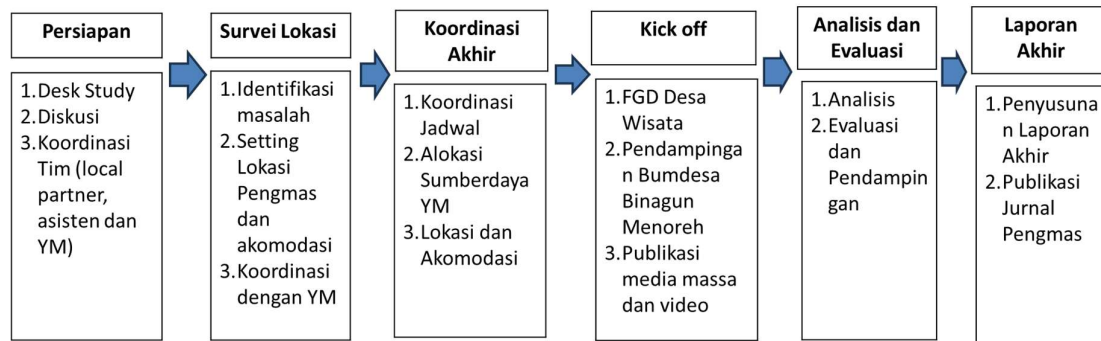 Persiapan
1.Desk Study
2.Diskusi
3.Koordinasi
Tim (local
partner,
asisten dan
YM)
Survei Lokasi
1.Identifikasi
masalah
2.Setting
Lokasi
Pengmas
dan
akomodasi
3.Koordinasi
dengan YM
Koordinasi
Akhir
1.Koordinasi
Jadwal
2.Alokasi
Sumberdaya
YM
3.Lokasi dan
Akomodasi
Kick off
1.FGD Desa
Wisata
2.Pendampinga
n Bumdesa
Binagun
Menoreh
3.Publikasi
media massa
dan video
Analisis dan
Evaluasi
1.Analisis
2.Evaluasi
dan
Pendampin
gan
Laporan
Akhir
1.Penyusuna
n Laporan
Akhir
2.Publikasi
Jurnal
Pengmas